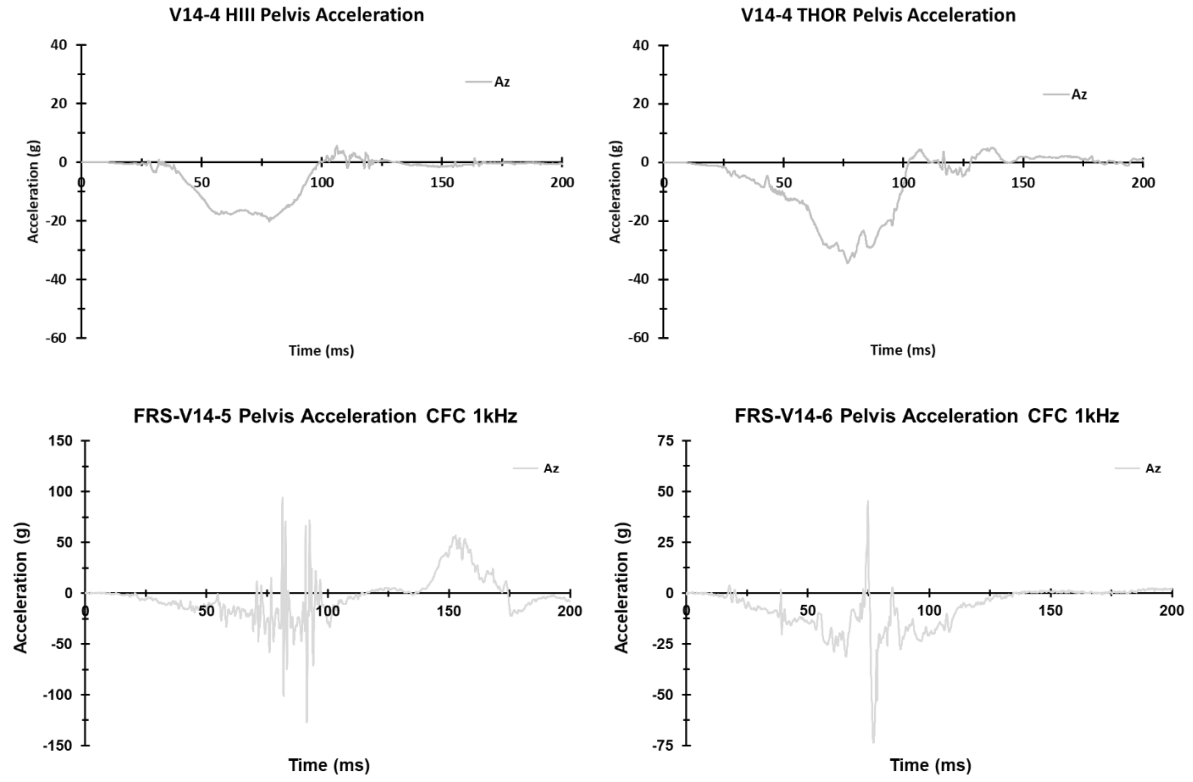 V14-4 HIII Pelvis Acceleration
40
20
0
-20
-40
-60
0
50
100
150
200
Acceleration (g)
Time (ms)
Az
V14-4 THOR Pelvis Acceleration
40
20
0
-20
-40
-60
0
50
100
150
200
Acceleration (g)
Time (ms)
Az
FRS-V14-5 Pelvis Acceleration CFC 1kHz
150
100
50
0
-50
-100
-150
0
50
100
150
200
Acceleration (g)
Time (ms)
Az
FRS-V14-6 Pelvis Acceleration CFC 1kHz
75
50
25
0
-25
-50
-75
0
50
100
150
200
Acceleration (g)
Time (ms)
Az